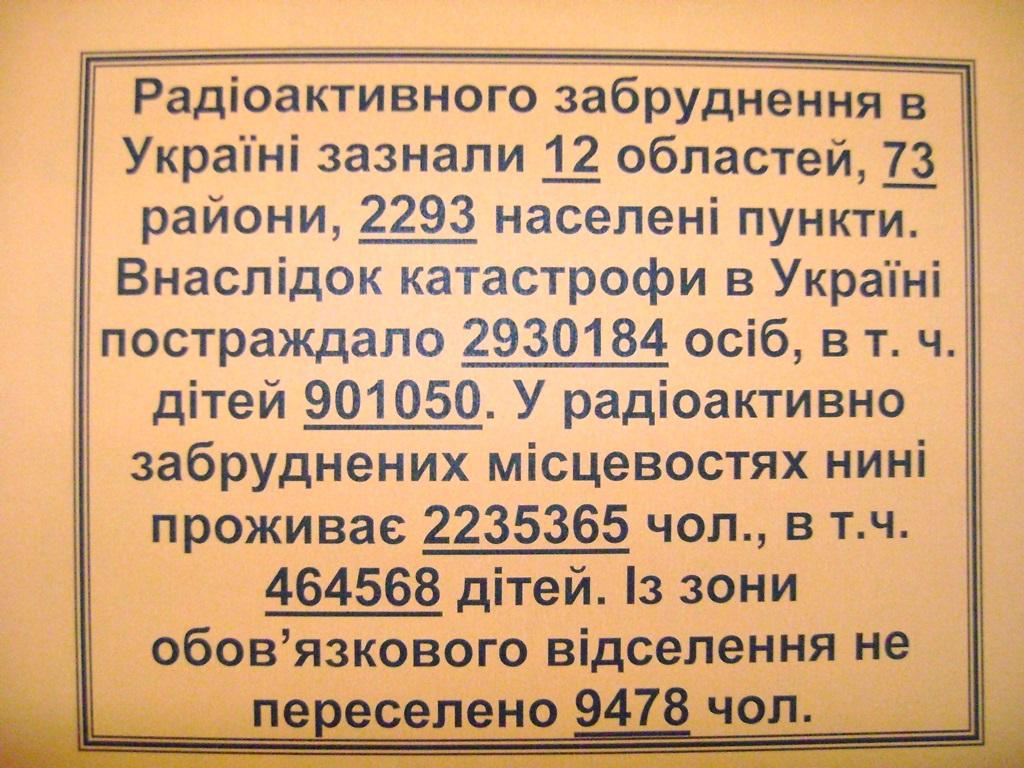 Радіоактивного забруднення в
Україні зазнали 12 областей, 73
райони, 2293 населені пункти.
Внаслідок катастрофи в Україні
постраждало 2930184 осіб, в т. ч.
дітей 901050. У радіоактивно
забруднених місцевостях нині
проживає 2235365 чол., в т.ч.
464568 дітей. Із зони
обов’язкового відселення не
переселено 9478 чол.